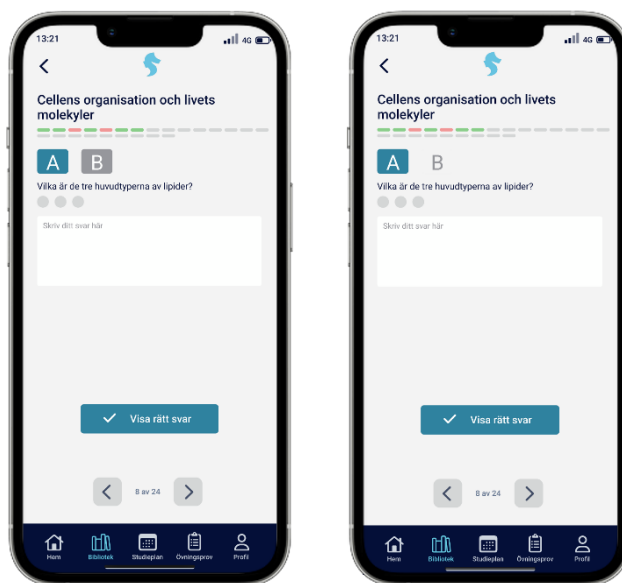 13:21 4G
Cellens organisation och livets
molekyler
A B
Vilka är de tre huvudtyperna av lipider?
Skriv ditt svar här
Visa rätt svar
8 av 24
Hem Bibliotek Studieplan Övningsprov Profil
13:21 4G
Cellens organisation och livets
molekyler
A B
Vilka är de tre huvudtyperna av lipider?
Skriv ditt svar här
Visa rätt svar
8 av 24
Hem Bibliotek Studieplan Övningsprov Profil